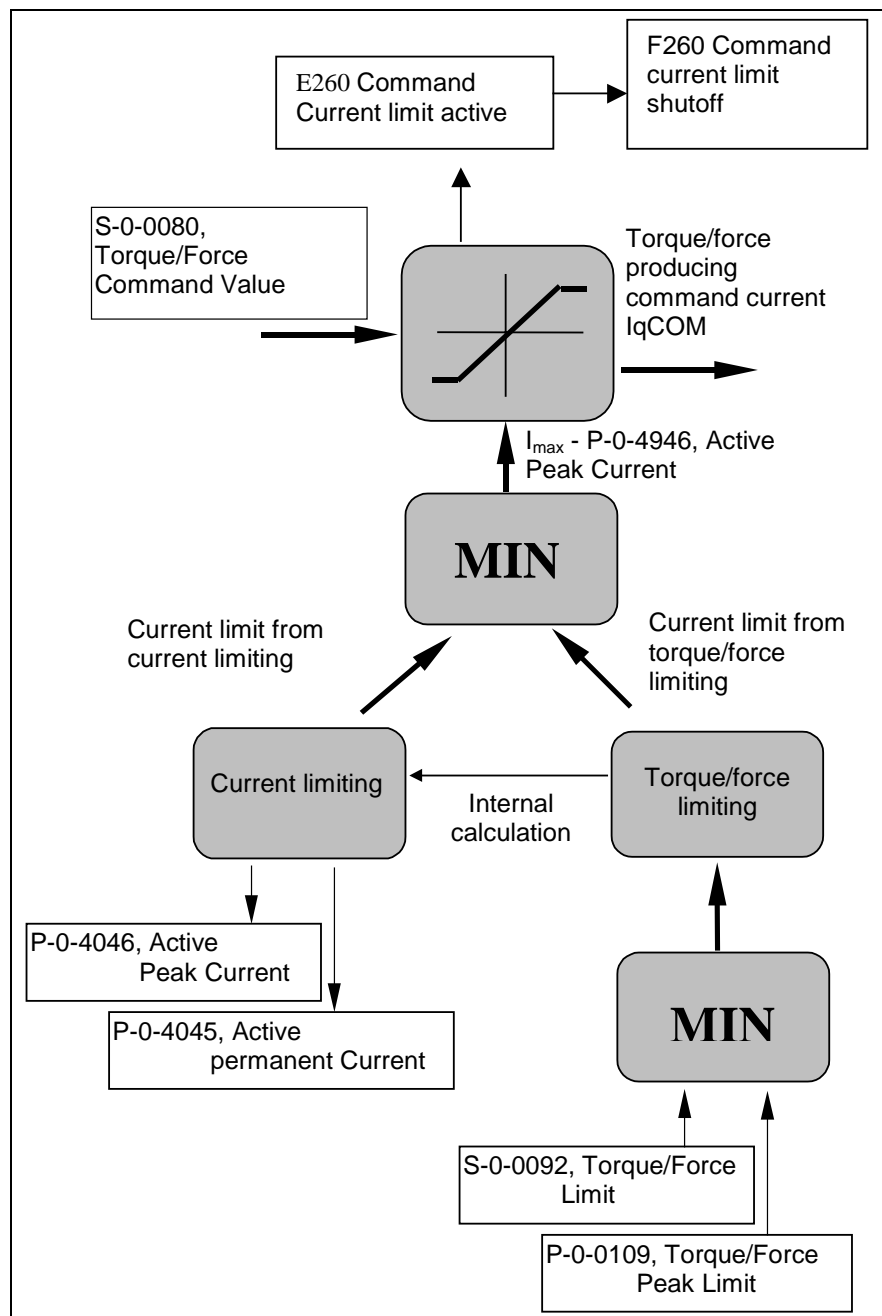 E260 Command
Current limit active
F260 Command
current limit
shutoff
S-0-0080,
Torque/Force
Command Value
Torque/force
producing
command current
IqCOM
Imax - P-0-4946, Active
Peak Current
MIN
Current limit from
current limiting
Current limit from
torque/force
limiting
Current limiting
Internal
calculation
Torque/force
limiting
P-0-4046, Active
Peak Current
P-0-4045, Active
permanent Current
MIN
S-0-0092, Torque/Force
Limit
P-0-0109, Torque/Force
Peak Limit